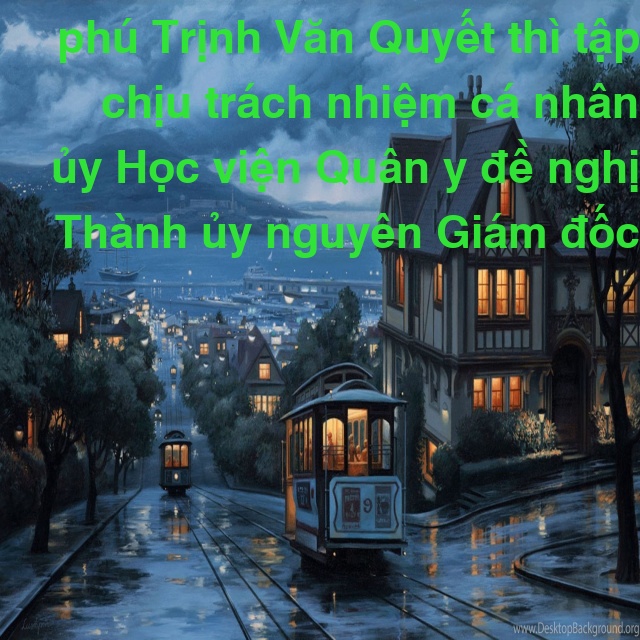 phú Trịnh Văn Quyết thì tập
chịu trách nhiệm cá nhân
ủy Học viện Quân y đề nghị
Thành ủy nguyên Giám đốc
9
www.DesktopBackground.org